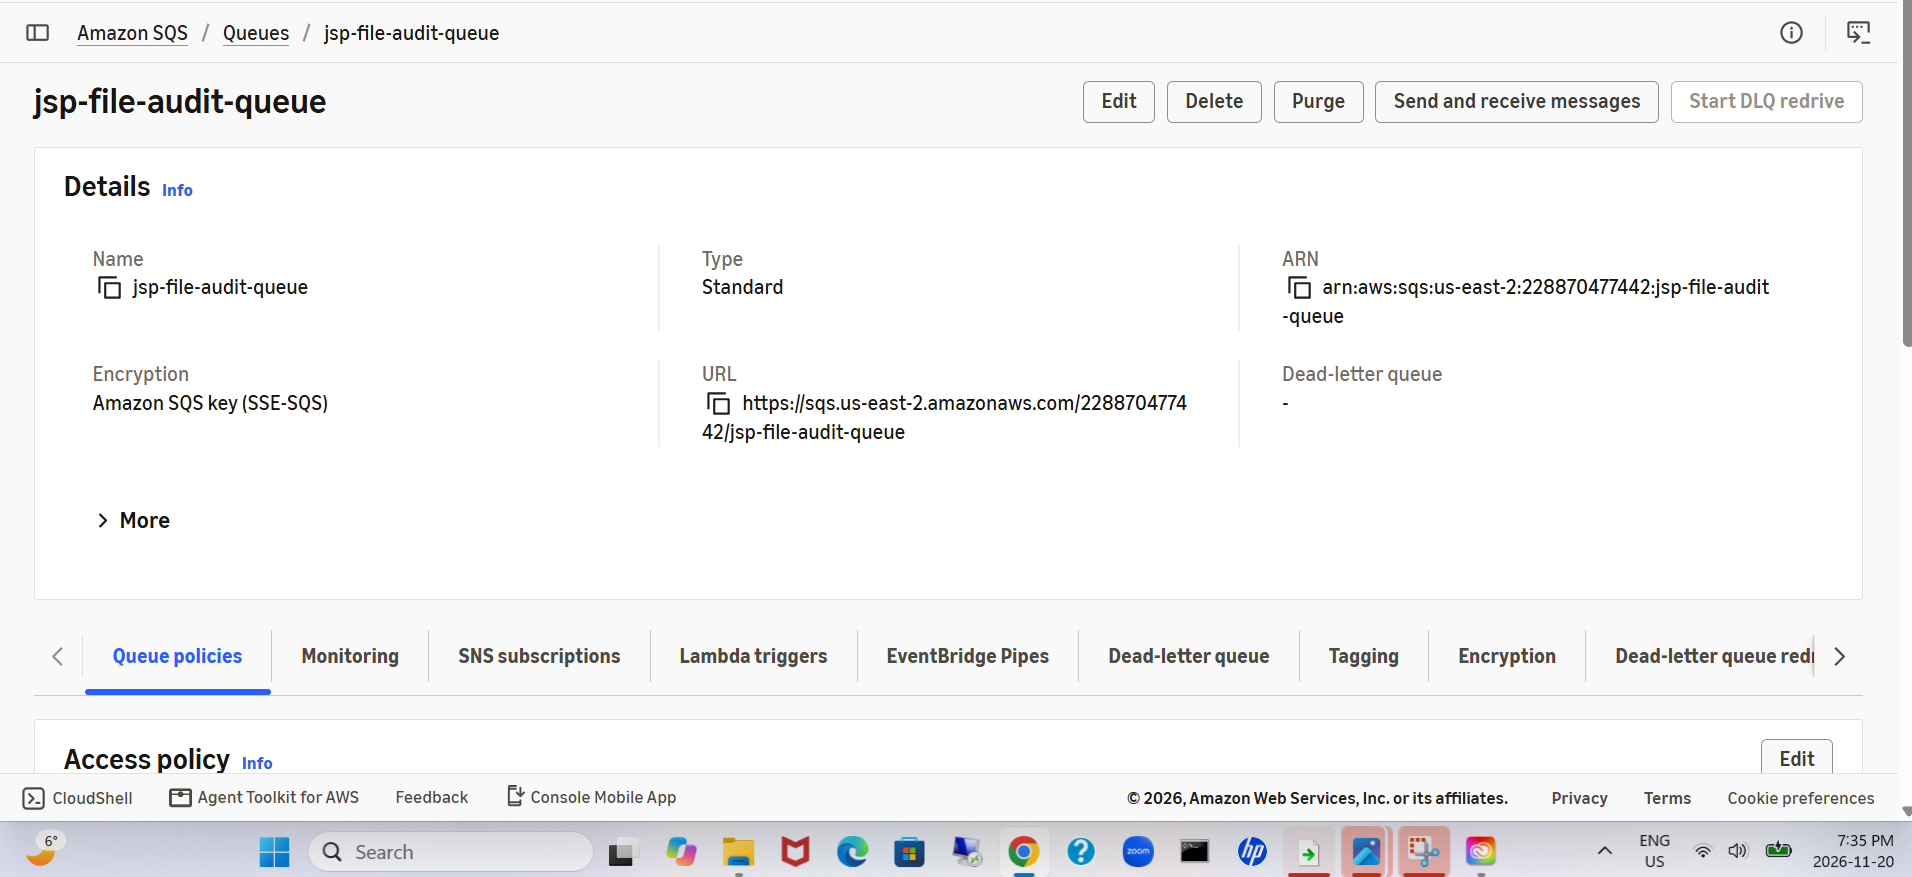 Amazon SQS / Queues / jsp-file-audit-queue
jsp-file-audit-queue
Edit
Delete
Purge
Send and receive messages
Start DLQ redrive
Details Info
Name
jsp-file-audit-queue
Type
Standard
ARN
arn:aws:sqs:us-east-2:228870477442:jsp-file-audit
-queue
Encryption
Amazon SQS key (SSE-SQS)
URL
https://sqs.us-east-2.amazonaws.com/2288704774
42/jsp-file-audit-queue
Dead-letter queue
-
More
Queue policies
Monitoring
SNS subscriptions
Lambda triggers
EventBridge Pipes
Dead-letter queue
Tagging
Encryption
Dead-letter queue
Access policy Info
Edit
CloudShell
Agent Toolkit for AWS
Feedback
Console Mobile App
© 2026, Amazon Web Services, Inc. or its affiliates.
Privacy
Terms
Cookie preferences
6°
Search
zoom
hp
ENG
US
7:35 PM
2026-11-20